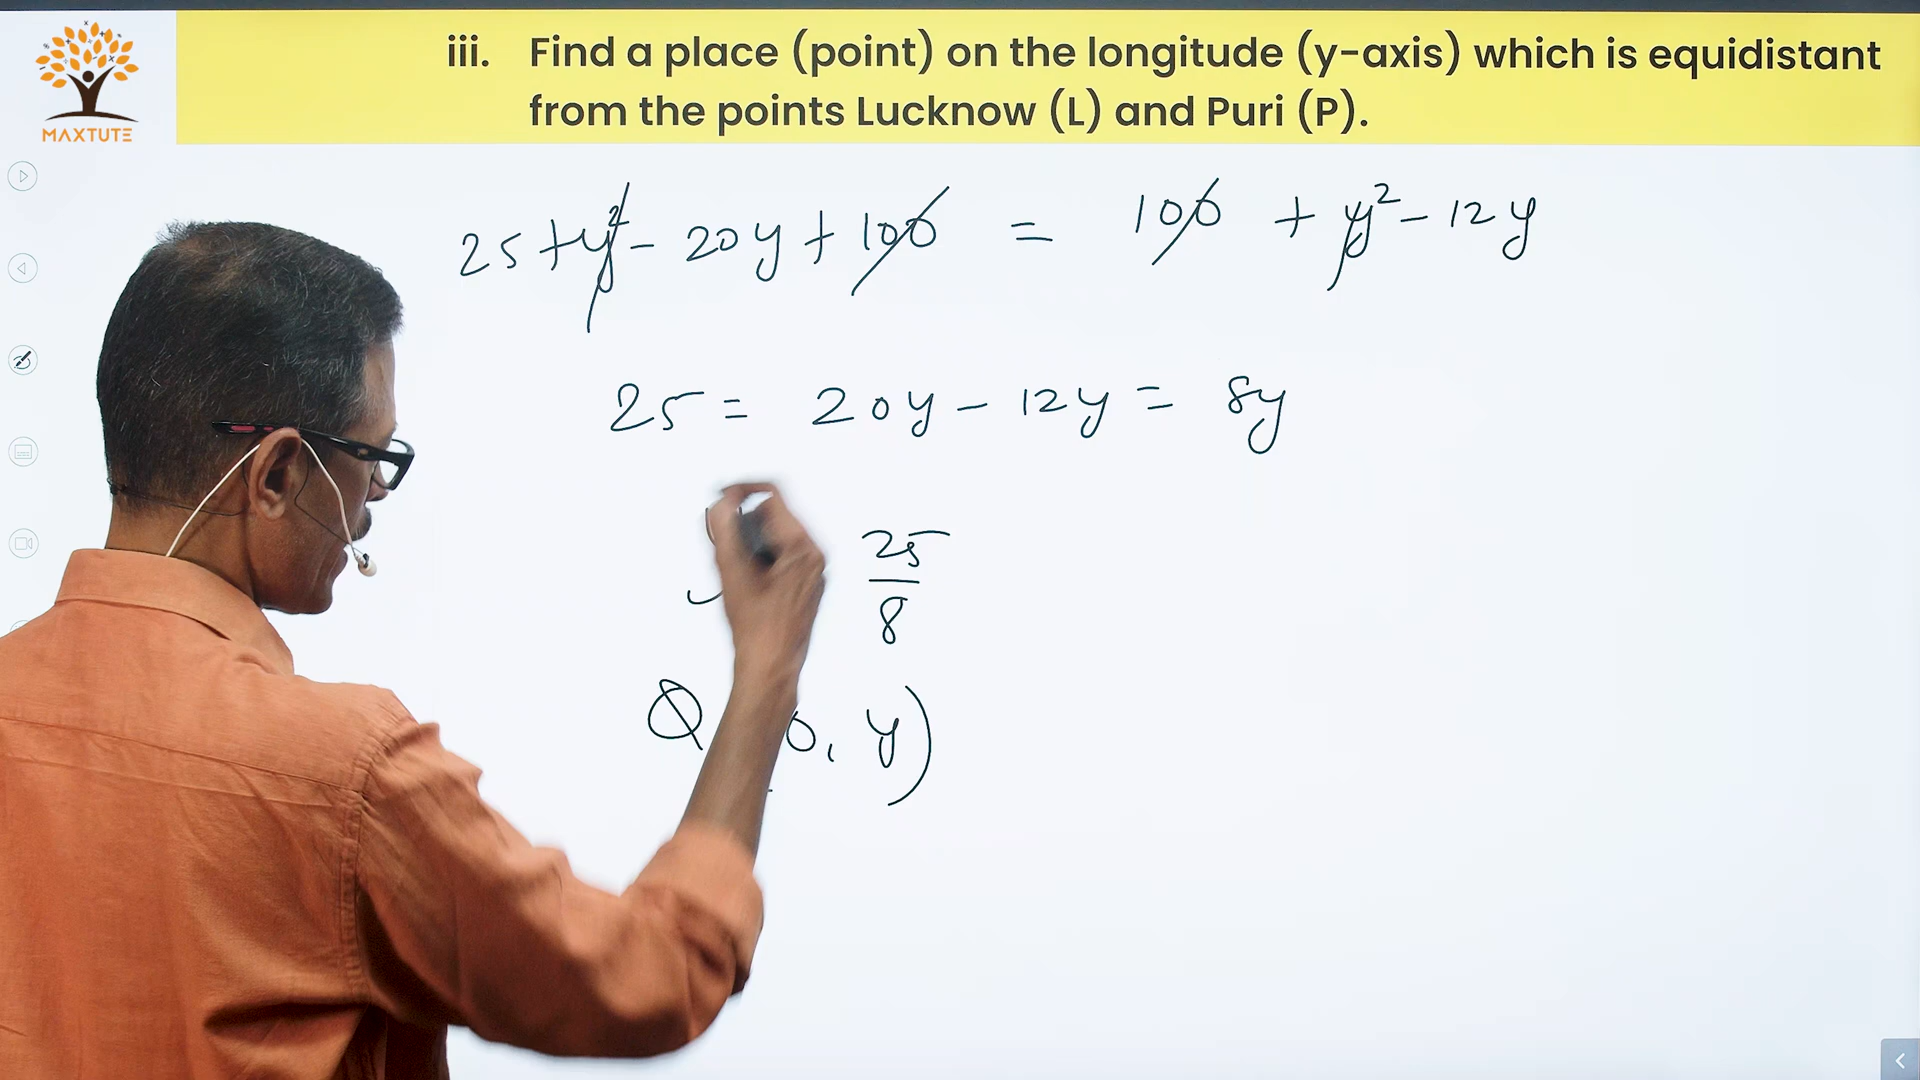 MAXTUTE
iii. Find a place (point) on the longitude (y-axis) which is equidistant
from the points Lucknow (L) and Puri (P).
25 + y² - 20y + 100 = 100 + y² - 12y
25 = 20y - 12y = 8y
25
8
Q 0, y)